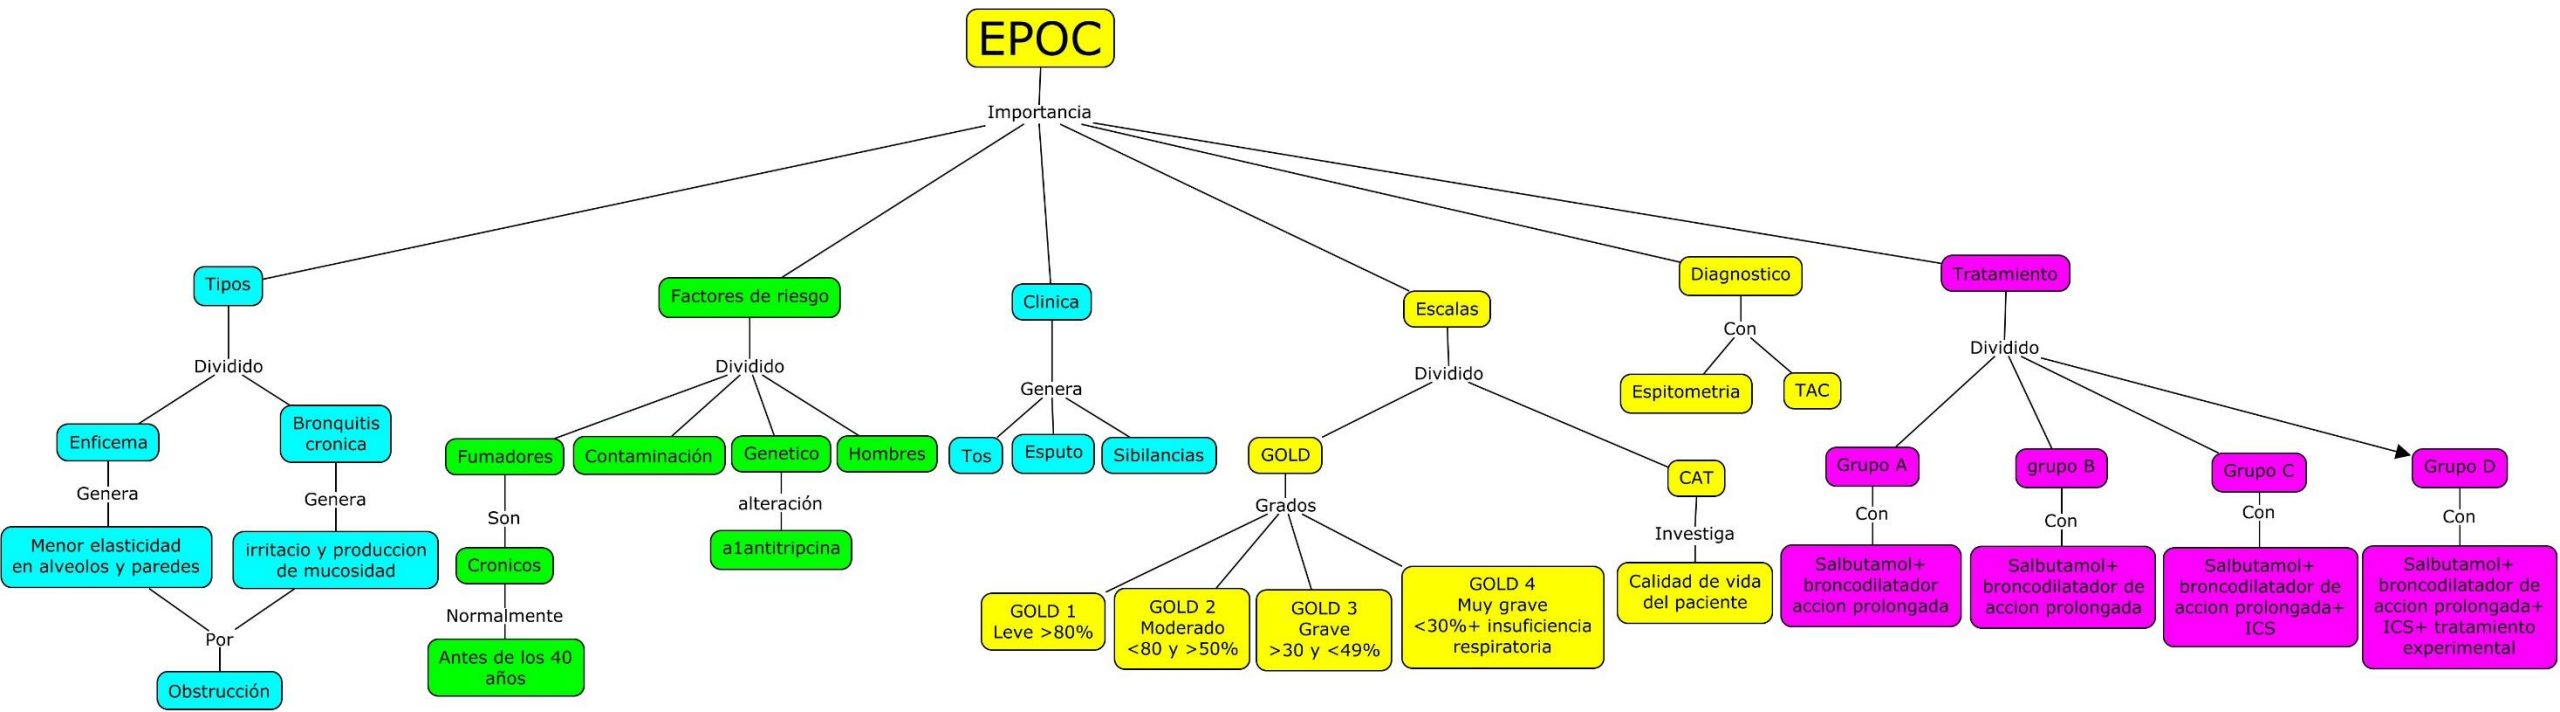 EPOC
Importancia
Tipos
Dividido
Enficema
Genera
Menor elasticidad
en alveolos y paredes
Bronquitis
cronica
Genera
irritacio y produccion
de mucosidad
Por
Obstrucción
Factores de riesgo
Dividido
Fumadores
Son
Cronicos
Normalmente
Antes de los 40
años
Contaminación
Genetico
alteración
a1antitripcina
Hombres
Clinica
Genera
Tos
Esputo
Sibilancias
Escalas
Dividido
GOLD
Grados
GOLD 1
Leve >80%
GOLD 2
Moderado
<80 y >50%
GOLD 3
Grave
>30 y <49%
GOLD 4
Muy grave
<30%+ insuficiencia
respiratoria
CAT
Investiga
Calidad de vida
del paciente
Diagnostico
Con
Espitometria
TAC
Tratamiento
Dividido
Grupo A
Con
Salbutamol+
broncodilatador
accion prolongada
grupo B
Con
Salbutamol+
broncodilatador de
accion prolongada
Grupo C
Con
Salbutamol+
broncodilatador de
accion prolongada+
ICS
Grupo D
Con
Salbutamol+
broncodilatador de
accion prolongada+
ICS+ tratamiento
experimental